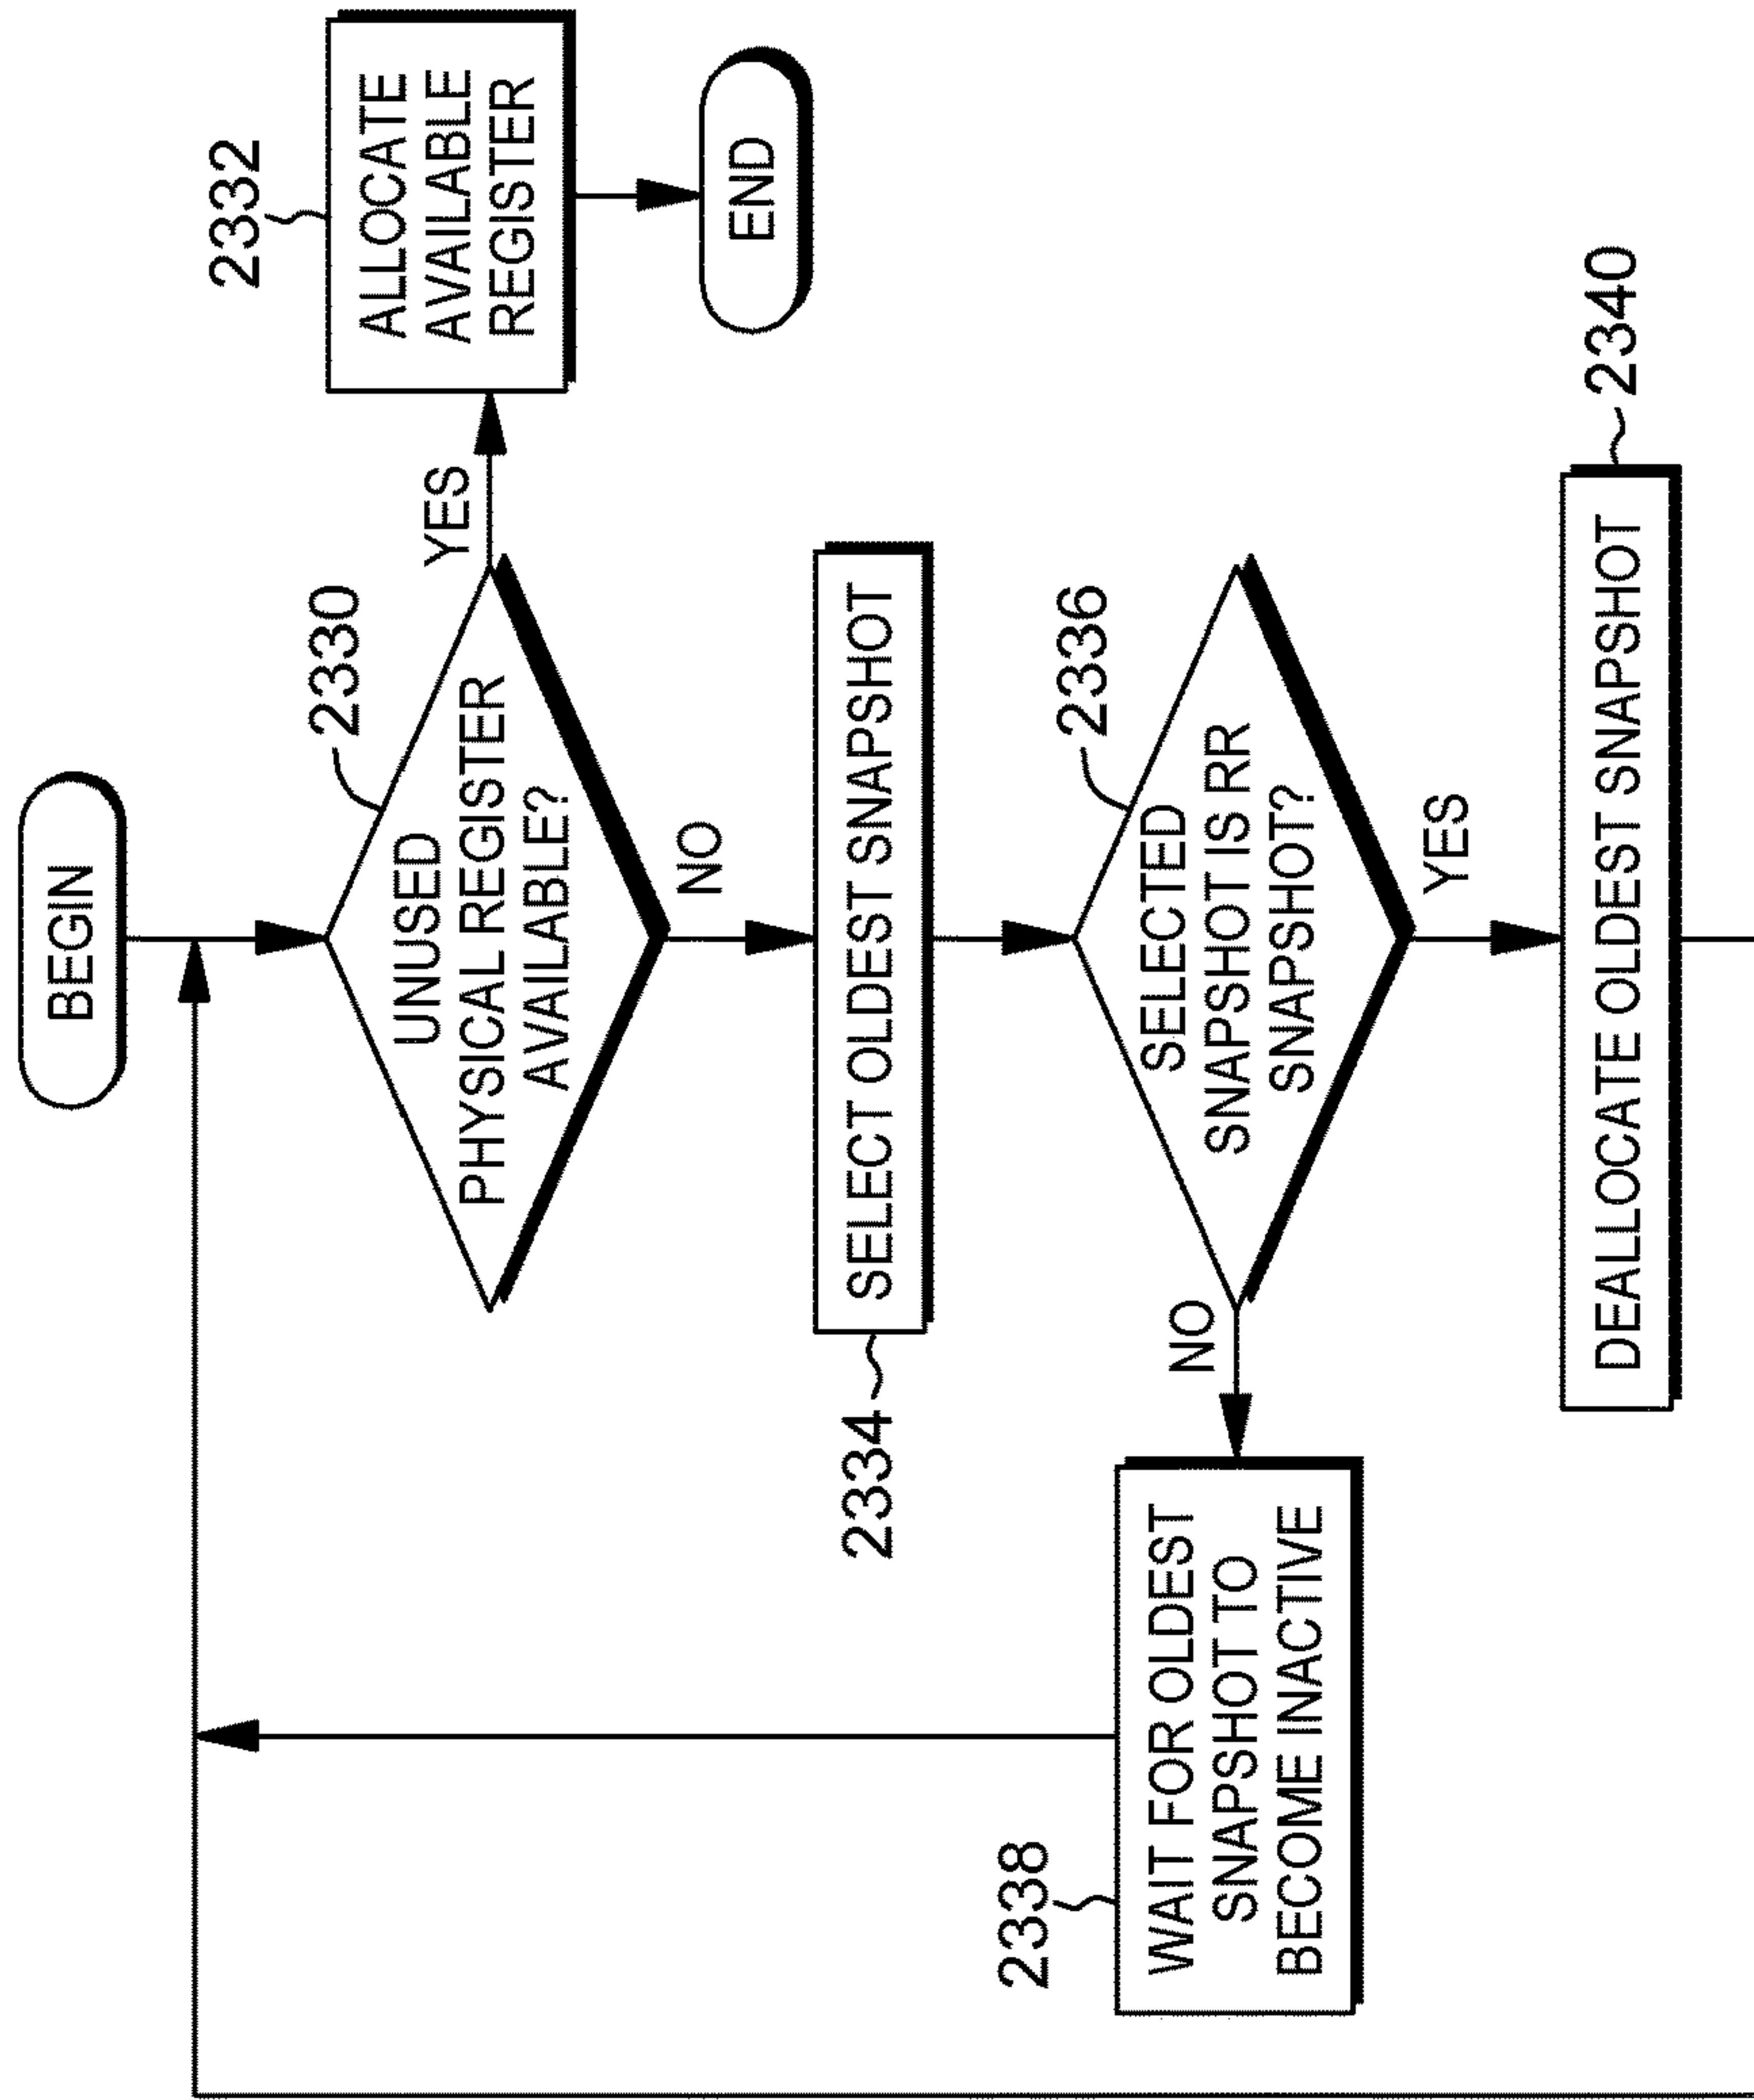 BEGIN
2330
UNUSED
PHYSICAL REGISTER
AVAILABLE?
YES
2332
ALLOCATE
AVAILABLE
REGISTER
END
NO
2334
SELECT OLDEST SNAPSHOT
2336
SELECTED
SNAPSHOT IS RR
SNAPSHOT?
NO
2338
WAIT FOR OLDEST
SNAPSHOT TO
BECOME INACTIVE
YES
DEALLOCATE OLDEST SNAPSHOT
2340